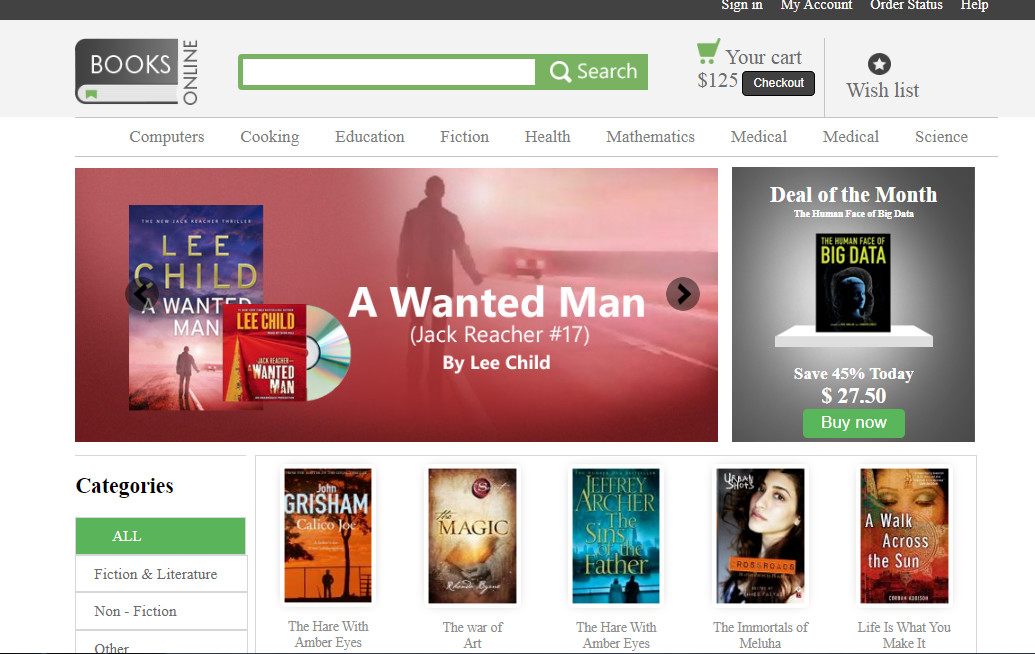 Sign in My Account Order Status Help
BOOKS
ONLINE
Search
Your cart
$125 Checkout
Wish list
Computers Cooking Education Fiction Health Mathematics Medical Medical Science
THE NEW JACK REACHER THRILLER
LEE
CHILD
A WANTED
MAN
LEE CHILD
JACK REACHER
WANTED
MAN
A Wanted Man
(Jack Reacher #17)
By Lee Child
Deal of the Month
The Human Face of Big Data
THE HUMAN FACE OF
BIG DATA
Save 45% Today
$ 27.50
Buy now
Categories
ALL
Fiction & Literature
Non - Fiction
Other
John
GRISHAM
Calico Joe
The Hare With
Amber Eyes
the
MAGIC
Rhonda Byrne
The war of
Art
JEFFREY
ARCHER
The
Sins
of the
Father
The Hare With
Amber Eyes
URBAN
SHOTS
CROSSROADS
The Immortals of
Meluha
A Walk
Across
the Sun
CORBAN ADDISON
Life Is What You
Make It